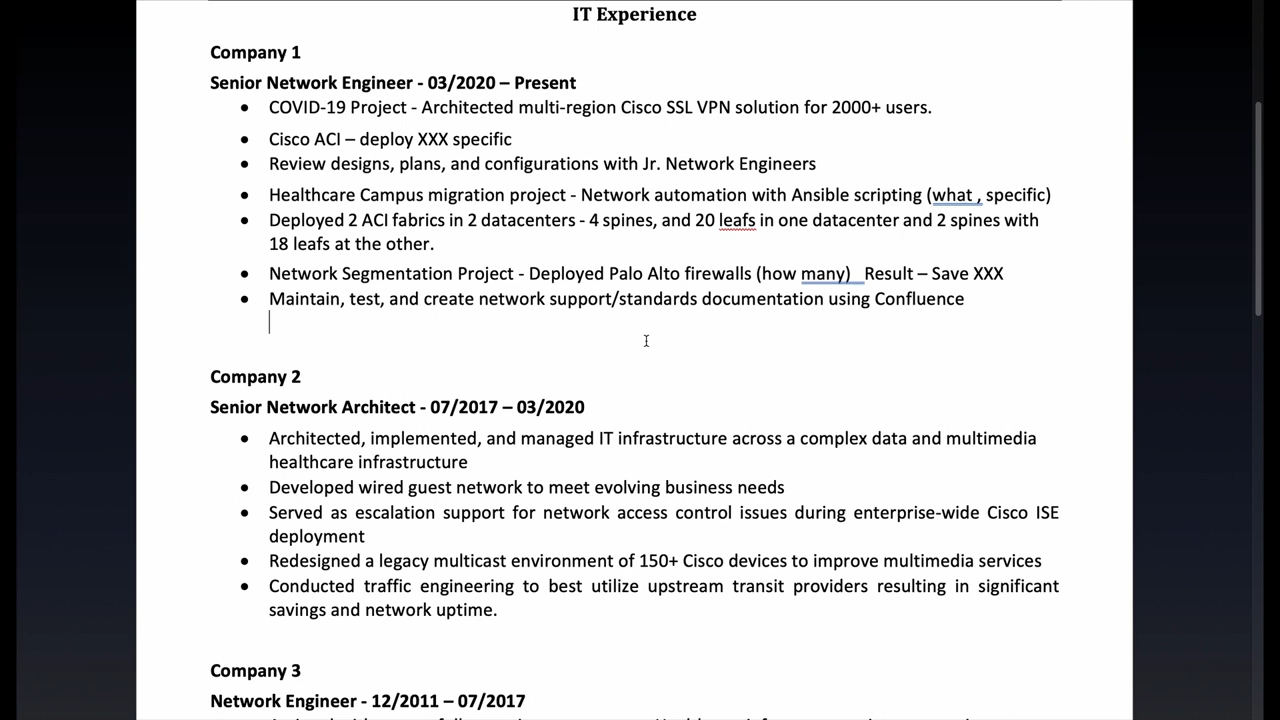 IT Experience
Company 1
Senior Network Engineer - 03/2020 – Present
• COVID-19 Project - Architected multi-region Cisco SSL VPN solution for 2000+ users.
• Cisco ACI – deploy XXX specific
• Review designs, plans, and configurations with Jr. Network Engineers
• Healthcare Campus migration project - Network automation with Ansible scripting (what , specific)
• Deployed 2 ACI fabrics in 2 datacenters - 4 spines, and 20 leafs in one datacenter and 2 spines with
18 leafs at the other.
• Network Segmentation Project - Deployed Palo Alto firewalls (how many)   Result – Save XXX
• Maintain, test, and create network support/standards documentation using Confluence
Company 2
Senior Network Architect - 07/2017 – 03/2020
• Architected, implemented, and managed IT infrastructure across a complex data and multimedia
healthcare infrastructure
• Developed wired guest network to meet evolving business needs
• Served as escalation support for network access control issues during enterprise-wide Cisco ISE
deployment
• Redesigned a legacy multicast environment of 150+ Cisco devices to improve multimedia services
• Conducted traffic engineering to best utilize upstream transit providers resulting in significant
savings and network uptime.
Company 3
Network Engineer - 12/2011 – 07/2017